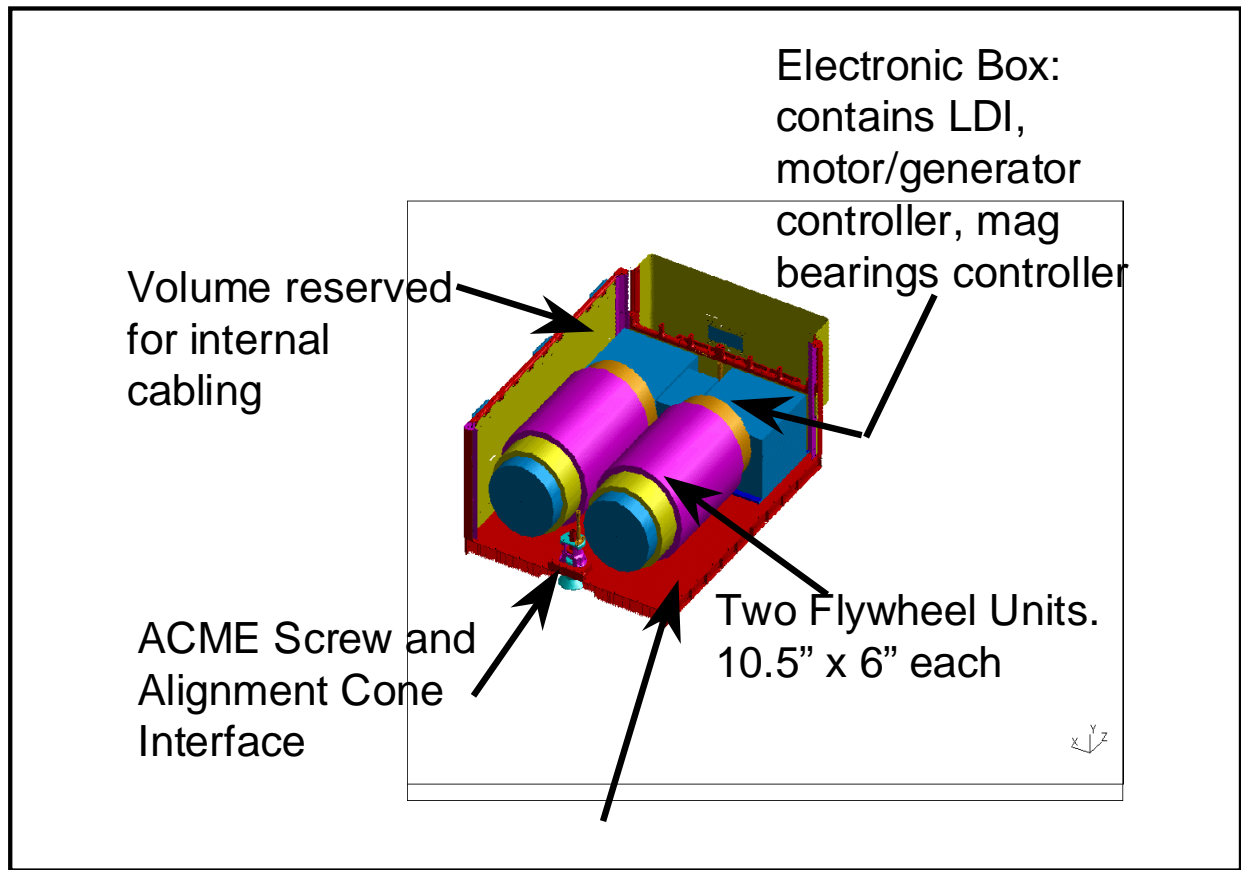 Electronic Box:
contains LDI,
motor/generator
controller, mag
bearings controller
Volume reserved
for internal
cabling
Two Flywheel Units.
10.5” x 6” each
ACME Screw and
Alignment Cone
Interface
Y
X
Z